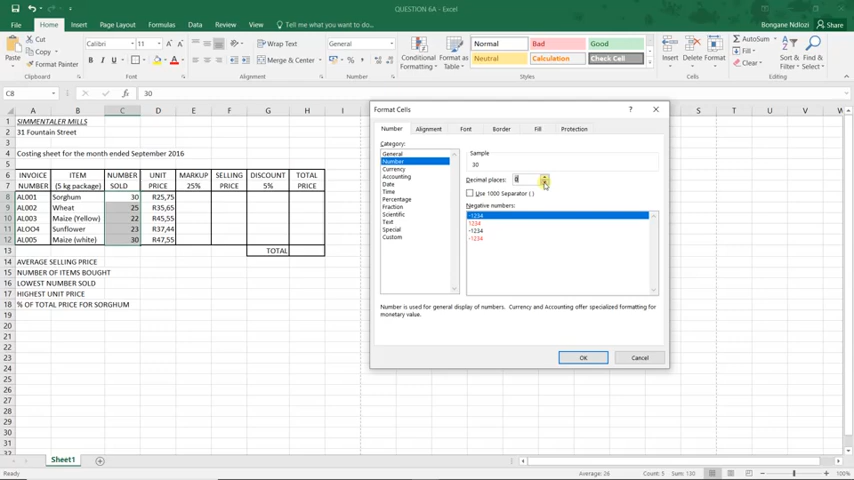 QUESTION 6A - Excel
Bongane Ndlozi
Share
File Home Insert Page Layout Formulas Data Review View Tell me what you want to do...
Paste
Cut
Copy
Format Painter
Clipboard
Calibri 11
B I U
Font
Wrap Text
Merge & Center
Alignment
General
Number
Conditional Formatting
Format as Table
Normal Bad Good
Neutral Calculation Check Cell
Styles
Insert Delete Format
Cells
AutoSum
Fill
Clear
Sort & Filter
Find & Select
Editing
C8 30
A B C D E F G H I J S T U V W
1 SIMMENTALER MILLS
2 31 Fountain Street
3
4 Costing sheet for the month ended September 2016
5
6 INVOICE ITEM NUMBER UNIT MARKUP SELLING DISCOUNT TOTAL
7 NUMBER (5 kg package) SOLD PRICE 25% PRICE 5% PRICE
8 AL001 Sorghum 30 R25,75
9 AL002 Wheat 25 R35,65
10 AL003 Maize (Yellow) 22 R45,55
11 ALOO4 Sunflower 23 R37,44
12 AL005 Maize (white) 30 R47,55
13 TOTAL
14 AVERAGE SELLING PRICE
15 NUMBER OF ITEMS BOUGHT
16 LOWEST NUMBER SOLD
17 HIGHEST UNIT PRICE
18 % OF TOTAL PRICE FOR SORGHUM
19
20
21
22
23
24
25
26
27
28
29
30
31
32
Format Cells
Number Alignment Font Border Fill Protection
Category:
General
Number
Currency
Accounting
Date
Time
Percentage
Fraction
Scientific
Text
Special
Custom
Sample
30
Decimal places: 0
Use 1000 Separator ( )
Negative numbers:
-1234
1234
-1234
-1234
Number is used for general display of numbers. Currency and Accounting offer specialized formatting for
monetary value.
OK Cancel
Sheet1
Ready
Average: 26 Count: 5 Sum: 130
100%